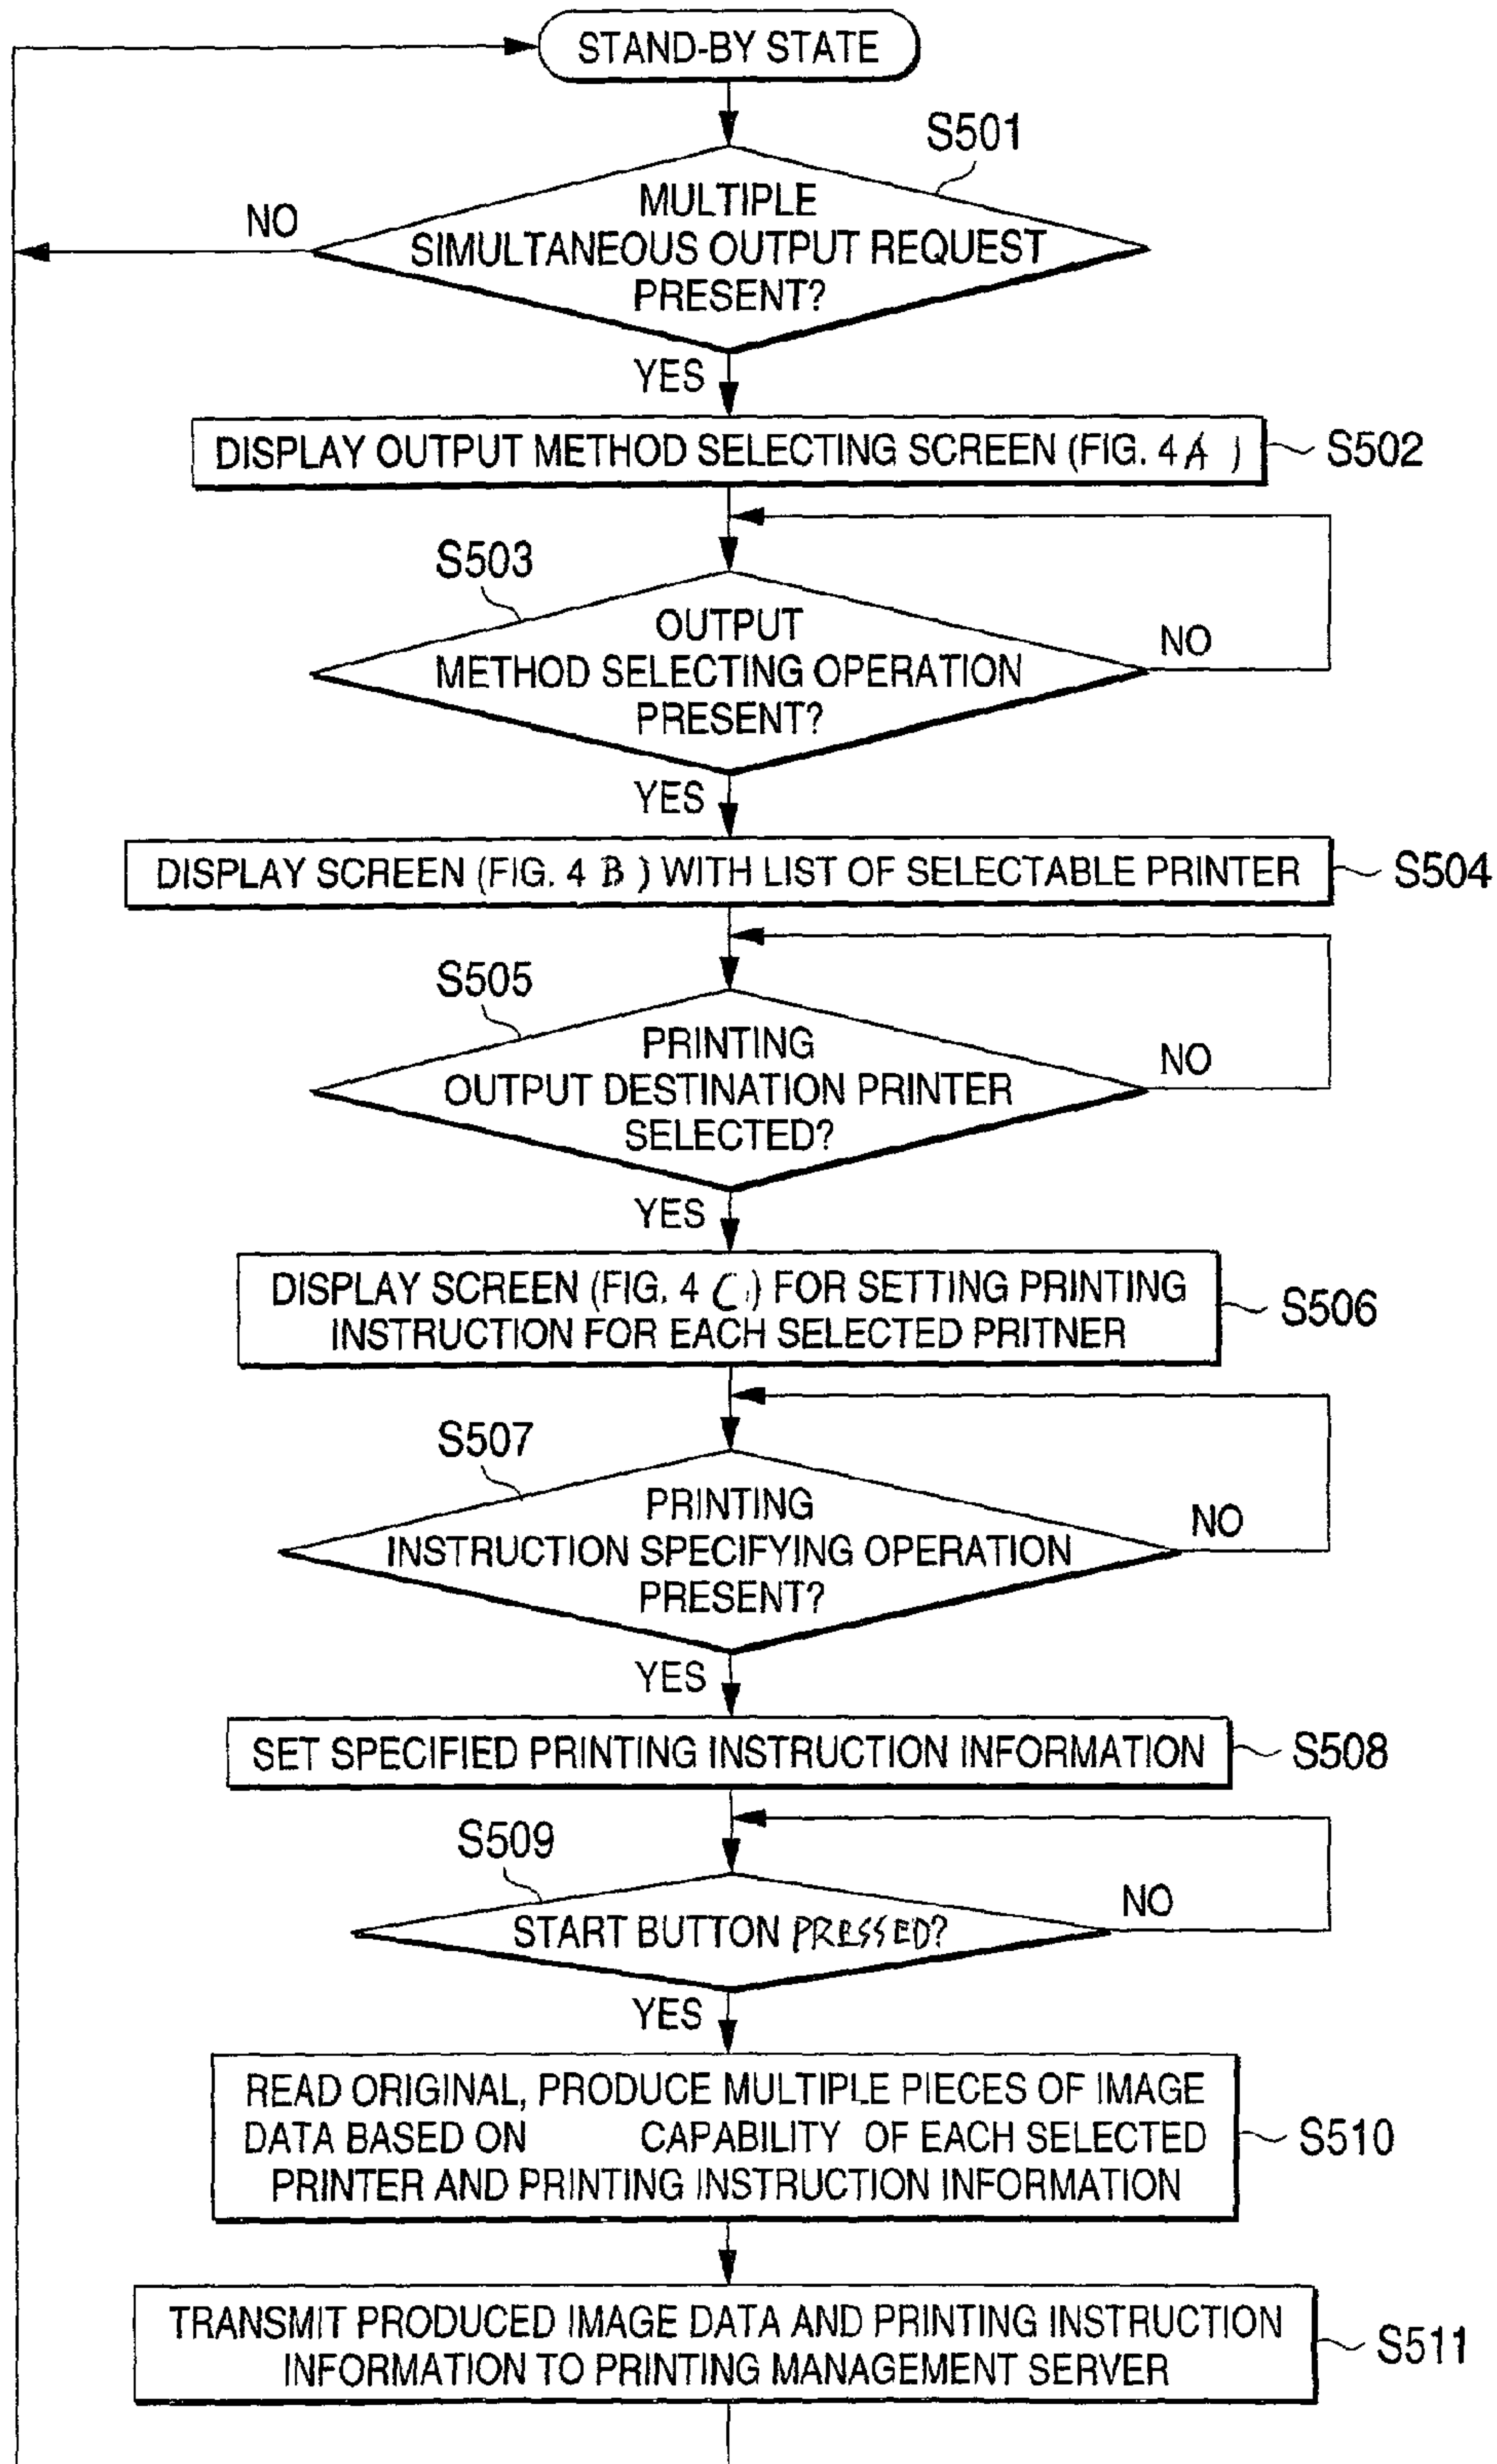 STAND-BY STATE
S501
MULTIPLE
SIMULTANEOUS OUTPUT REQUEST
PRESENT?
NO
YES
DISPLAY OUTPUT METHOD SELECTING SCREEN (FIG. 4 A )
S502
S503
OUTPUT
METHOD SELECTING OPERATION
PRESENT?
NO
YES
DISPLAY SCREEN (FIG. 4 B ) WITH LIST OF SELECTABLE PRINTER
S504
S505
PRINTING
OUTPUT DESTINATION PRINTER
SELECTED?
NO
YES
DISPLAY SCREEN (FIG. 4 C ) FOR SETTING PRINTING
INSTRUCTION FOR EACH SELECTED PRITNER
S506
S507
PRINTING
INSTRUCTION SPECIFYING OPERATION
PRESENT?
NO
YES
SET SPECIFIED PRINTING INSTRUCTION INFORMATION
S508
S509
START BUTTON PRESSED?
NO
YES
READ ORIGINAL, PRODUCE MULTIPLE PIECES OF IMAGE
DATA BASED ON CAPABILITY OF EACH SELECTED
PRINTER AND PRINTING INSTRUCTION INFORMATION
S510
TRANSMIT PRODUCED IMAGE DATA AND PRINTING INSTRUCTION
INFORMATION TO PRINTING MANAGEMENT SERVER
S511